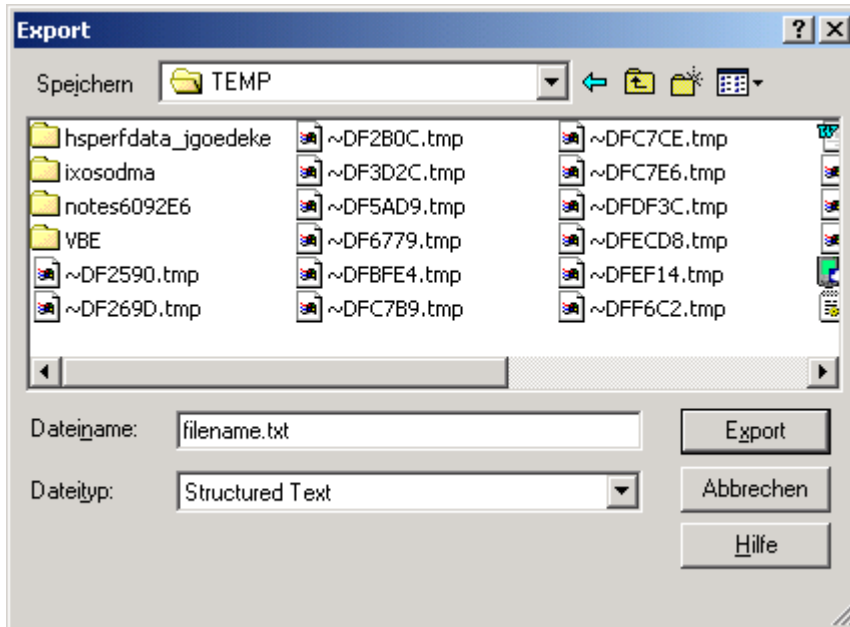 Export
Speichern TEMP
hsperfdata_jgoedeke ~DF2B0C.tmp ~DFC7CE.tmp
ixosodma ~DF3D2C.tmp ~DFC7E6.tmp
notes6092E6 ~DF5AD9.tmp ~DFDF3C.tmp
VBE ~DF6779.tmp ~DFECD8.tmp
~DF2590.tmp ~DFBFE4.tmp ~DFEF14.tmp
~DF269D.tmp ~DFC7B9.tmp ~DFF6C2.tmp
Dateiname: filename.txt Export
Dateityp: Structured Text Abbrechen
Hilfe